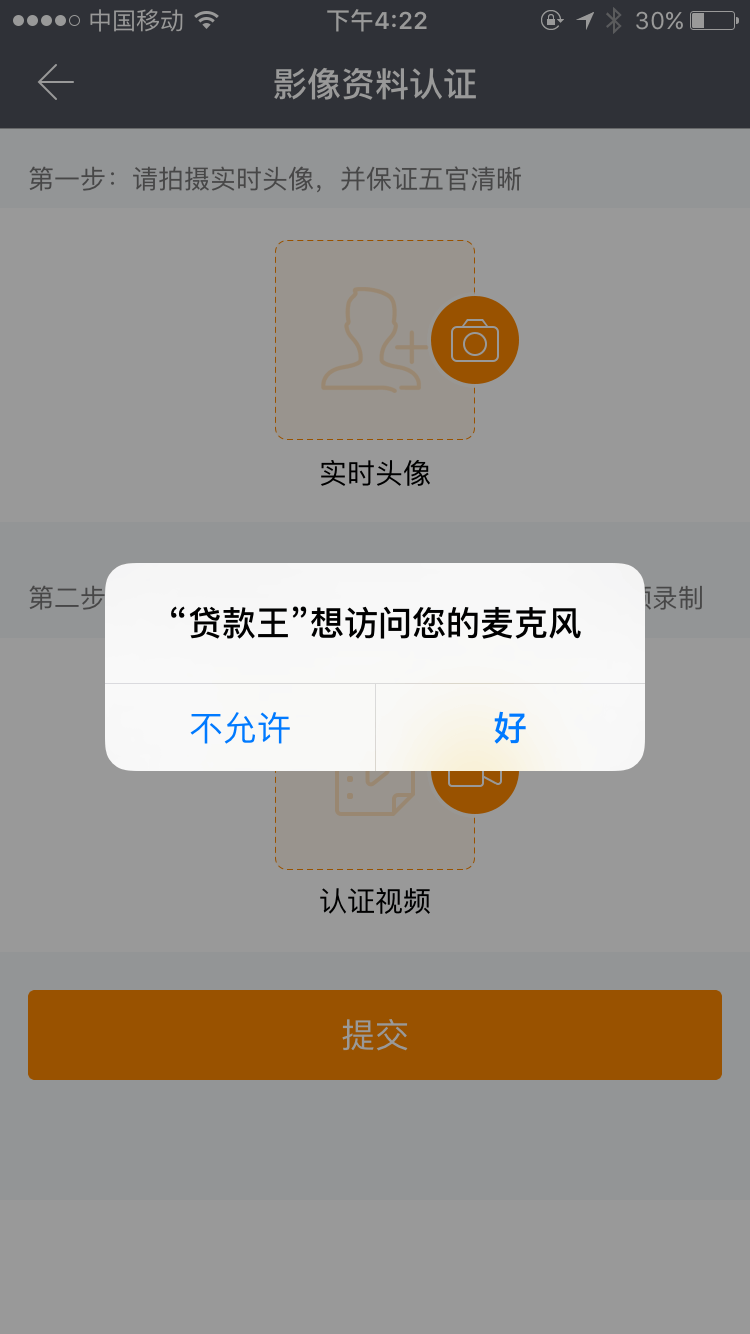 中国移动 下午4:22 30%
影像资料认证
第一步：请拍摄实时头像，并保证五官清晰
实时头像
第二步
录制
“贷款王”想访问您的麦克风
不允许 好
认证视频
提交